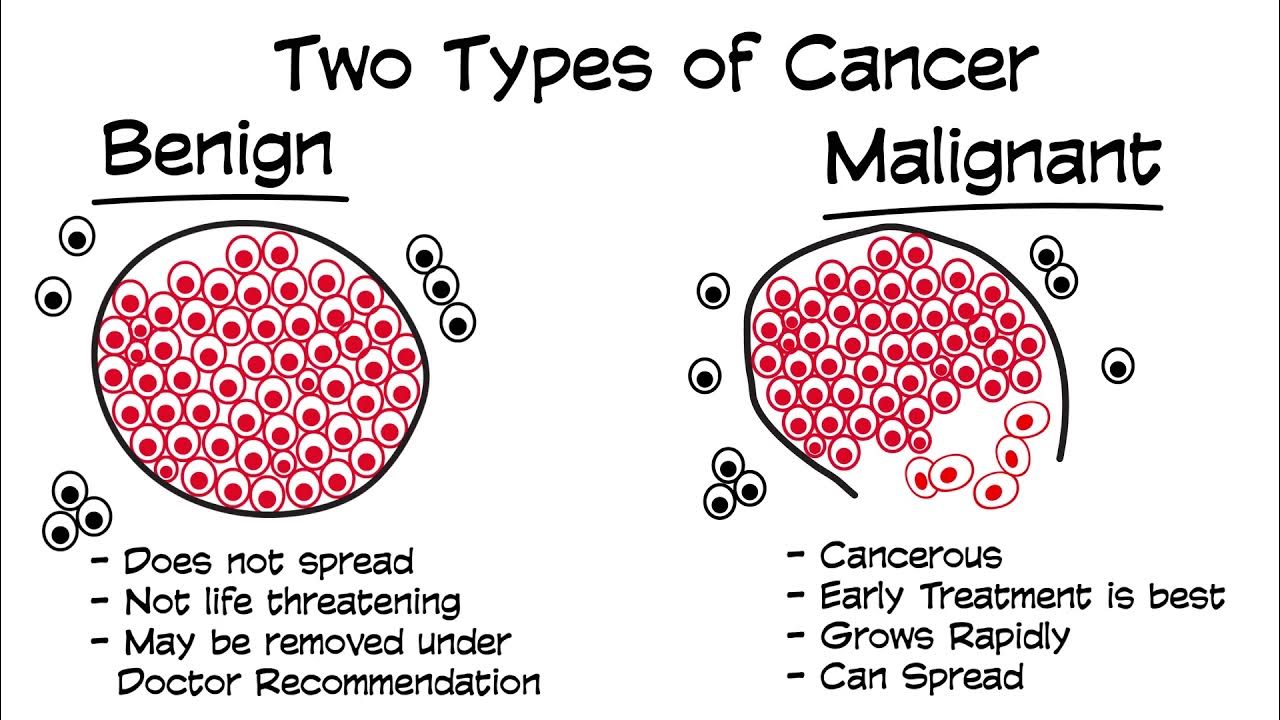 Two Types of Cancer
Benign
- Does not spread
- Not life threatening
- May be removed under
Doctor Recommendation
Malignant
- Cancerous
- Early Treatment is best
- Grows Rapidly
- Can Spread